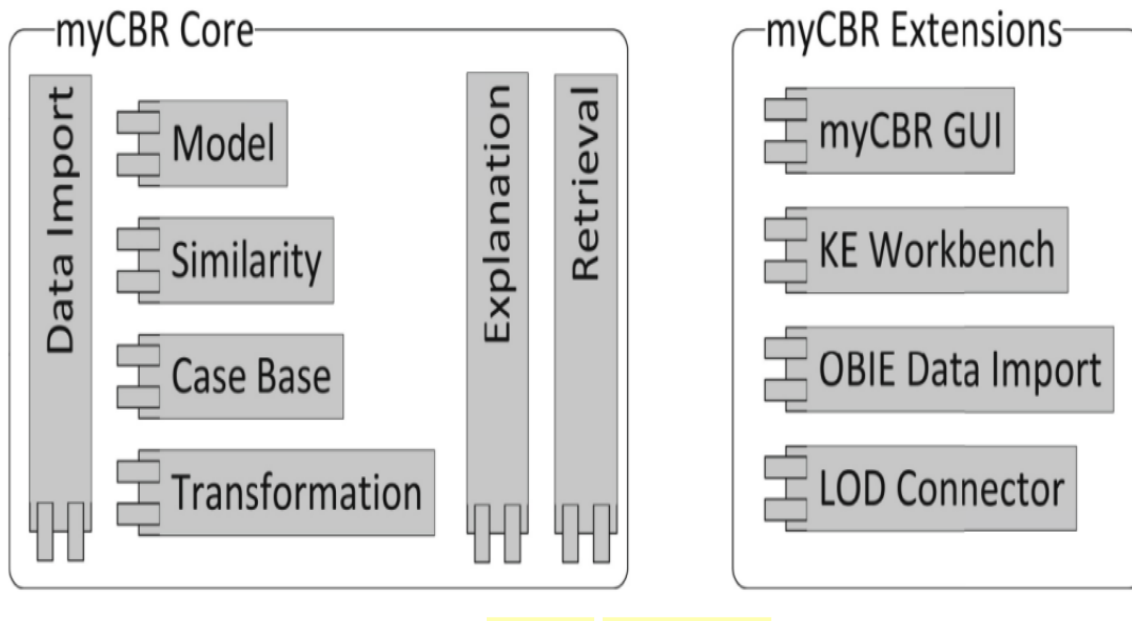 myCBR Core
Data Import
Model
Similarity
Case Base
Transformation
Explanation
Retrieval
myCBR Extensions
myCBR GUI
KE Workbench
OBIE Data Import
LOD Connector